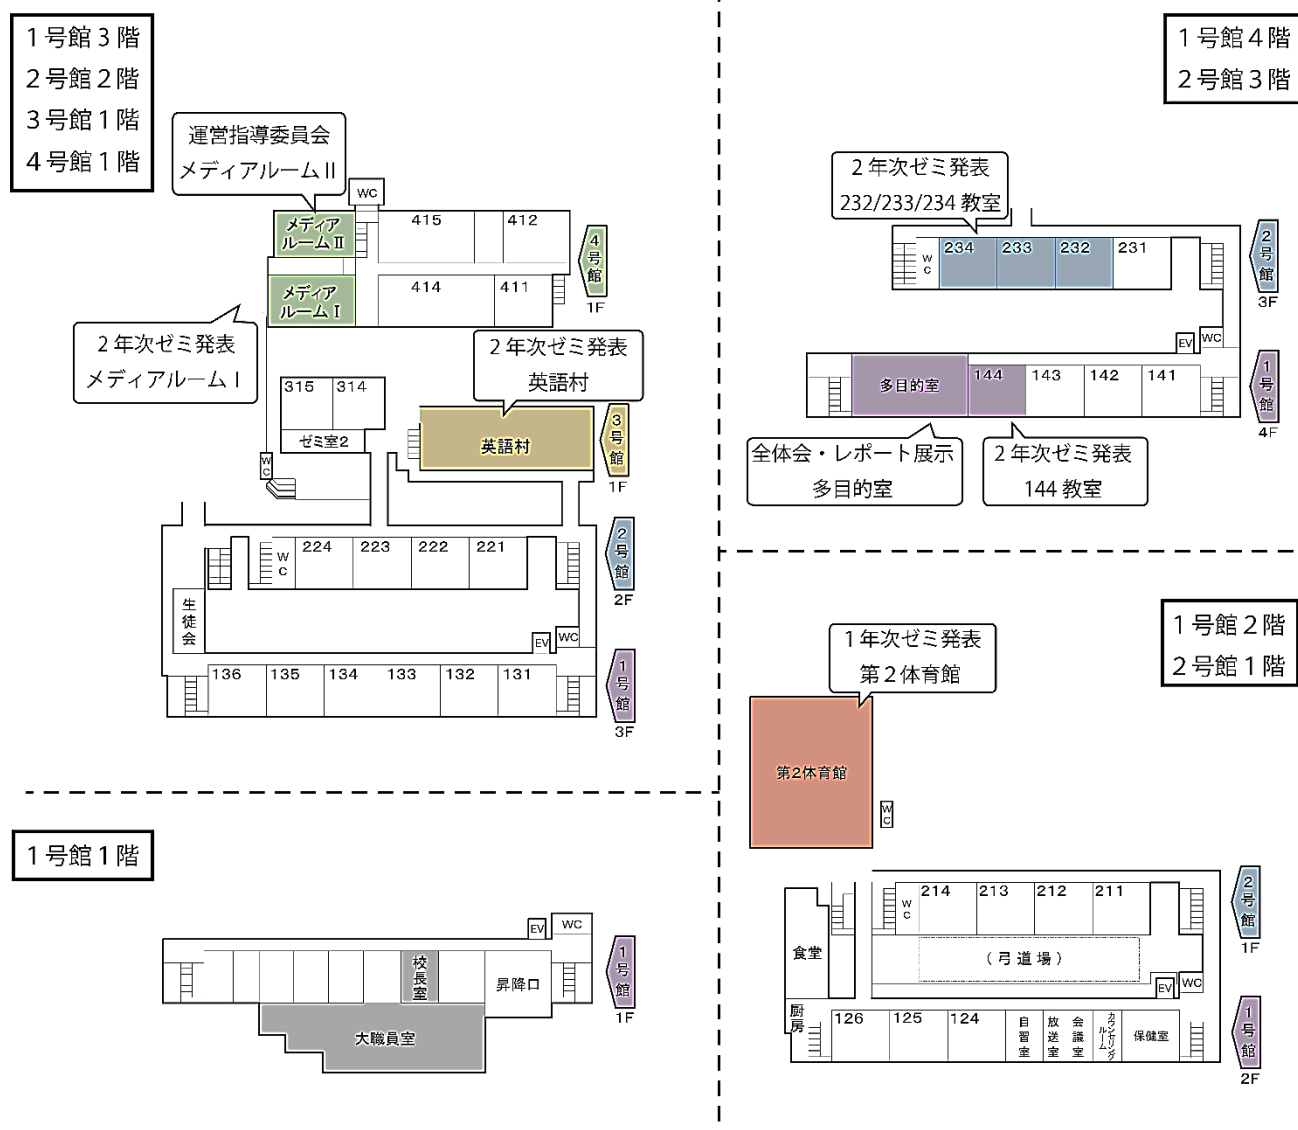 1号館3階
2号館2階
3号館1階
4号館1階
運営指導委員会
メディアルームⅡ
WC
メディア
ルームⅡ
415
412
4号館
1F
メディア
ルームⅠ
414
411
2年次ゼミ発表
メディアルームⅠ
2年次ゼミ発表
英語村
315
314
ゼミ室2
英語村
3号館
1F
WC
224
223
222
221
WC
2号館
2F
生徒会
EV
WC
136
135
134
133
132
131
1号館
3F
1号館4階
2号館3階
2年次ゼミ発表
232/233/234 教室
WC
234
233
232
231
2号館
3F
EV
WC
多目的室
144
143
142
141
1号館
4F
全体会・レポート展示
多目的室
2年次ゼミ発表
144 教室
1号館2階
2号館1階
1年次ゼミ発表
第2体育館
第2体育館
WC
WC
214
213
212
211
2号館
1F
食堂
(弓道場)
EV
WC
厨房
126
125
124
自習室
放送室
会議室
カウンセリングルーム
保健室
1号館
2F
1号館1階
EV
WC
校長室
昇降口
大職員室
1号館
1F